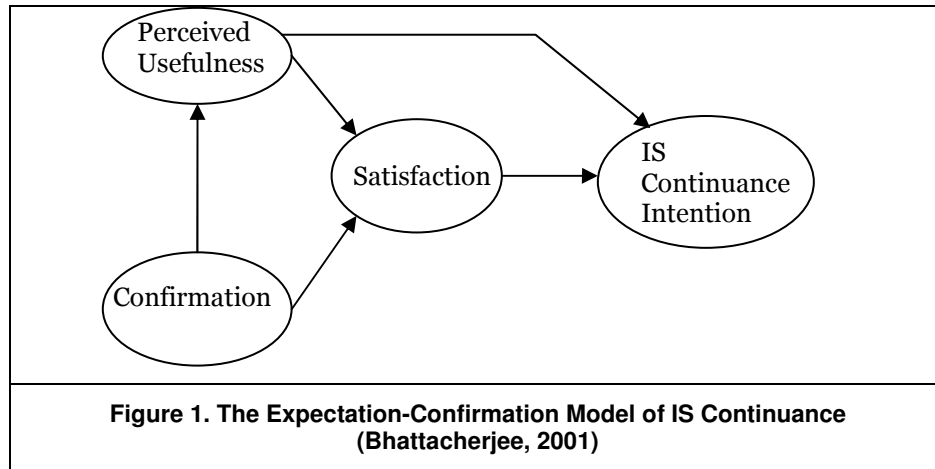 Perceived
Usefulness
Satisfaction
IS
Continuance
Intention
Confirmation
Figure 1. The Expectation-Confirmation Model of IS Continuance
(Bhattacherjee, 2001)